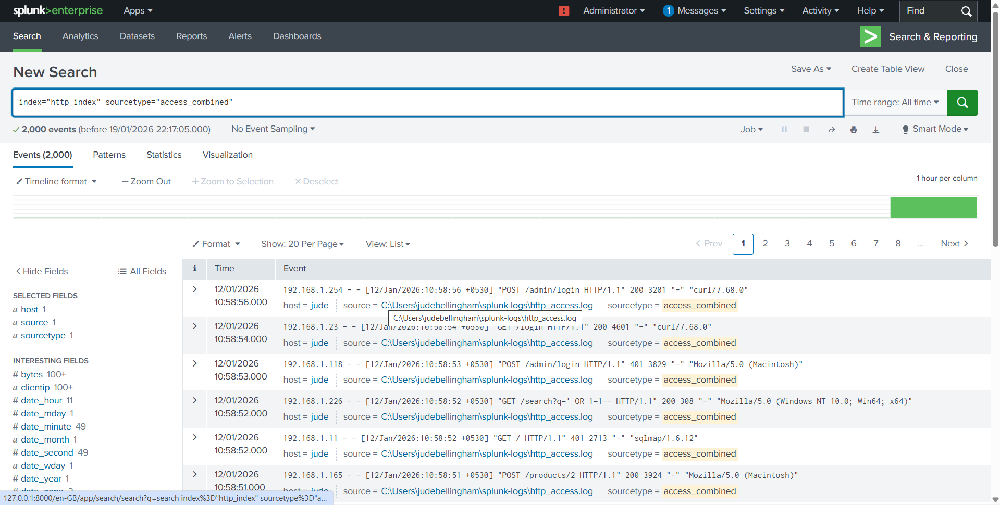 splunk>enterprise Apps Administrator 1 Messages Settings Activity Help Find
Search Analytics Datasets Reports Alerts Dashboards Search & Reporting
New Search Save As Create Table View Close
index="http_index" sourcetype="access_combined" Time range: All time
2,000 events (before 19/01/2026 22:17:05.000) No Event Sampling Job Smart Mode
Events (2,000) Patterns Statistics Visualization
Timeline format Zoom Out + Zoom to Selection × Deselect 1 hour per column
Format Show: 20 Per Page View: List < Prev 1 2 3 4 5 6 7 8 ... Next >
< Hide Fields All Fields
SELECTED FIELDS
a host 1
a source 1
a sourcetype 1
INTERESTING FIELDS
# bytes 100+
a clientip 100+
# date_hour 11
# date_mday 1
# date_minute 49
a date_month 1
# date_second 49
a date_wday 1
# date_year 1
i Time Event
12/01/2026 10:58:56.000 192.168.1.254 - - [12/Jan/2026:10:58:56 +0530] "POST /admin/login HTTP/1.1" 200 3201 "-" "curl/7.68.0"
host = jude source = C:\Users\judebellingham\splunk-logs\http_access.log sourcetype = access_combined
C:\Users\judebellingham\splunk-logs\http_access.log
12/01/2026 10:58:54.000 192.168.1.23 - - [12/Jan/2026:10:58:54 +0530] "GET /login HTTP/1.1" 200 4601 "-" "curl/7.68.0"
host = jude source = C:\Users\judebellingham\splunk-logs\http_access.log sourcetype = access_combined
12/01/2026 10:58:53.000 192.168.1.118 - - [12/Jan/2026:10:58:53 +0530] "POST /admin/login HTTP/1.1" 401 3829 "-" "Mozilla/5.0 (Macintosh)"
host = jude source = C:\Users\judebellingham\splunk-logs\http_access.log sourcetype = access_combined
12/01/2026 10:58:52.000 192.168.1.226 - - [12/Jan/2026:10:58:52 +0530] "GET /search?q=' OR 1=1-- HTTP/1.1" 200 308 "-" "Mozilla/5.0 (Windows NT 10.0; Win64; x64)"
host = jude source = C:\Users\judebellingham\splunk-logs\http_access.log sourcetype = access_combined
12/01/2026 10:58:52.000 192.168.1.11 - - [12/Jan/2026:10:58:52 +0530] "GET / HTTP/1.1" 401 2713 "-" "sqlmap/1.6.12"
host = jude source = C:\Users\judebellingham\splunk-logs\http_access.log sourcetype = access_combined
12/01/2026 10:58:51.000 192.168.1.165 - - [12/Jan/2026:10:58:51 +0530] "POST /products/2 HTTP/1.1" 200 3924 "-" "Mozilla/5.0 (Macintosh)"
host = jude source = C:\Users\judebellingham\splunk-logs\http_access.log sourcetype = access_combined
127.0.0.1:8000/en-GB/app/search/search?q=search index%3D"http_index" sourcetype%3D"a...